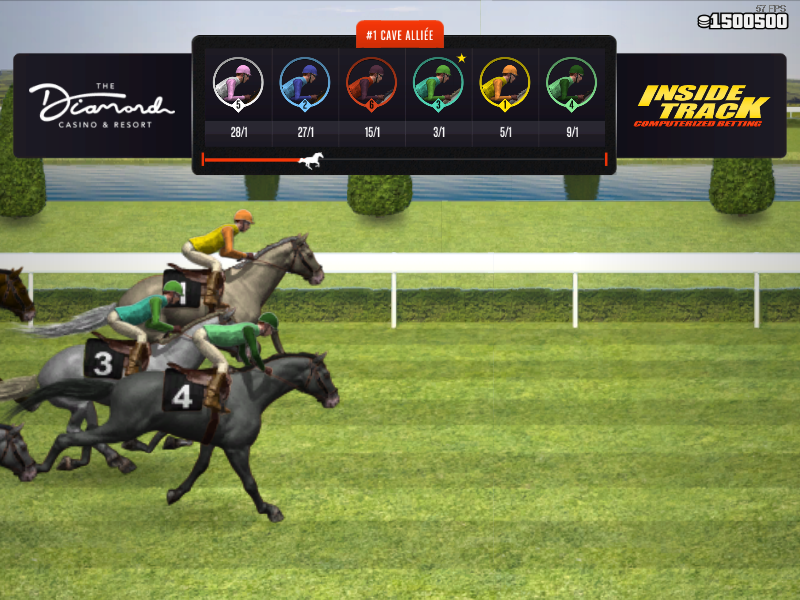 57 FPS
1500500
#1 CAVE ALLIÉE
THE
Diamond
CASINO & RESORT
5
2
6
3
1
4
28/1
27/1
15/1
3/1
5/1
9/1
INSIDE
TRACK
COMPUTERIZED BETTING
3
4